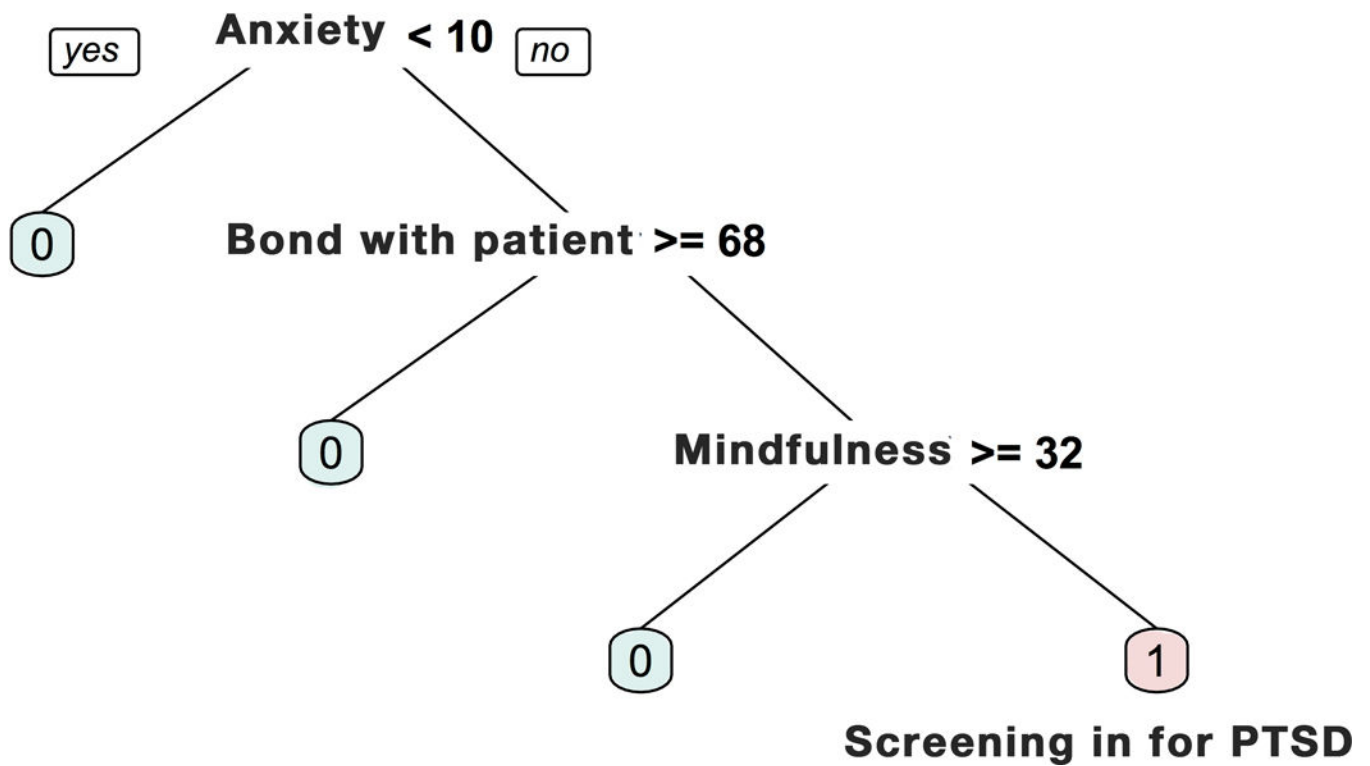 yes Anxiety < 10 no
0 Bond with patient >= 68
0 Mindfulness >= 32
0 1
Screening in for PTSD